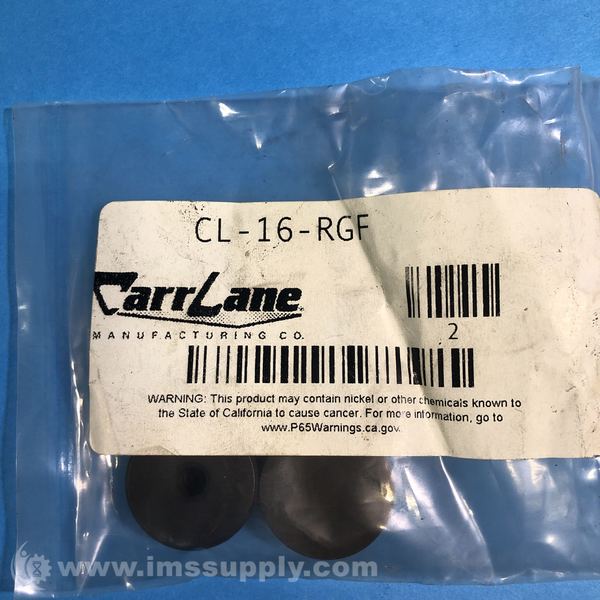 CL-16-RGF
CarrLane
MANUFACTURING CO.
2
WARNING: This product may contain nickel or other chemicals known to
the State of California to cause cancer. For more information, go to
www.P65Warnings.ca.gov.
www.imssupply.com